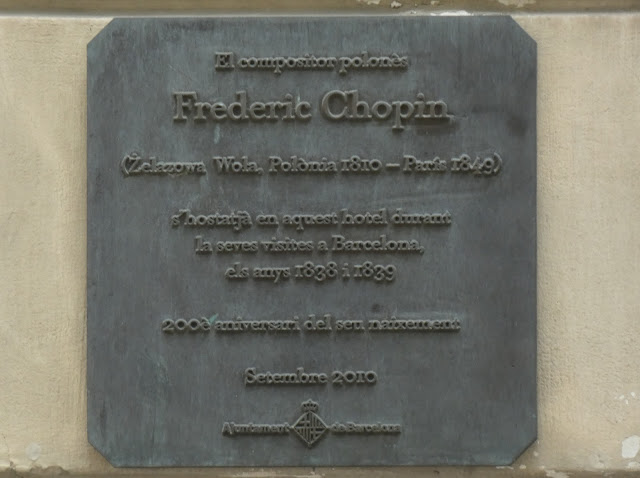 El compositor polonès
Frederic Chopin
(Żelazowa Wola, Polònia 1810 – París 1849)
s'hostatjà en aquest hotel durant
la seves visites a Barcelona,
els anys 1838 i 1839
200è aniversari del seu naixement
Setembre 2010
Ajuntament de Barcelona